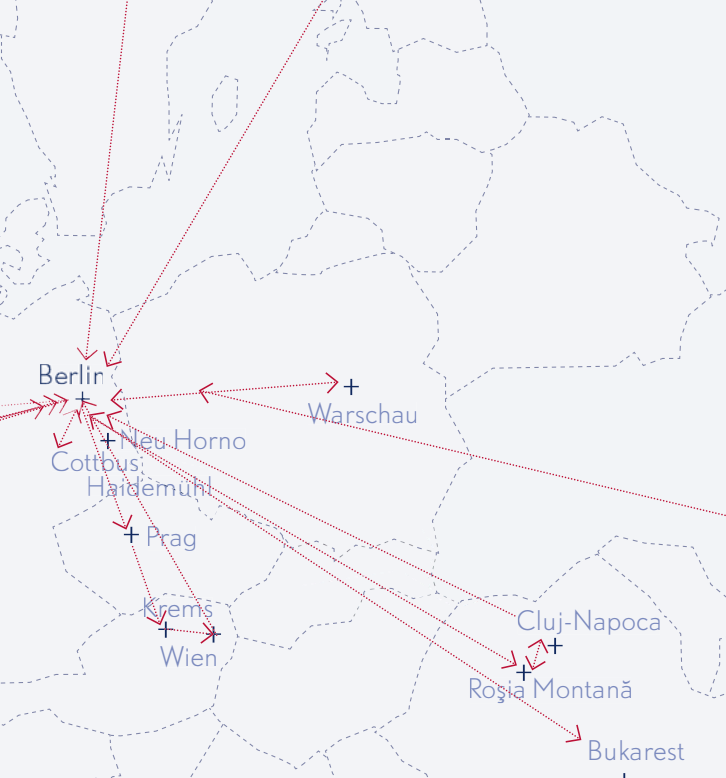 Berlin
Warschau
Neu Horno
Cottbus
Haidemühl
Prag
Krems
Cluj-Napoca
Wien
Roşia Montană
Bukarest